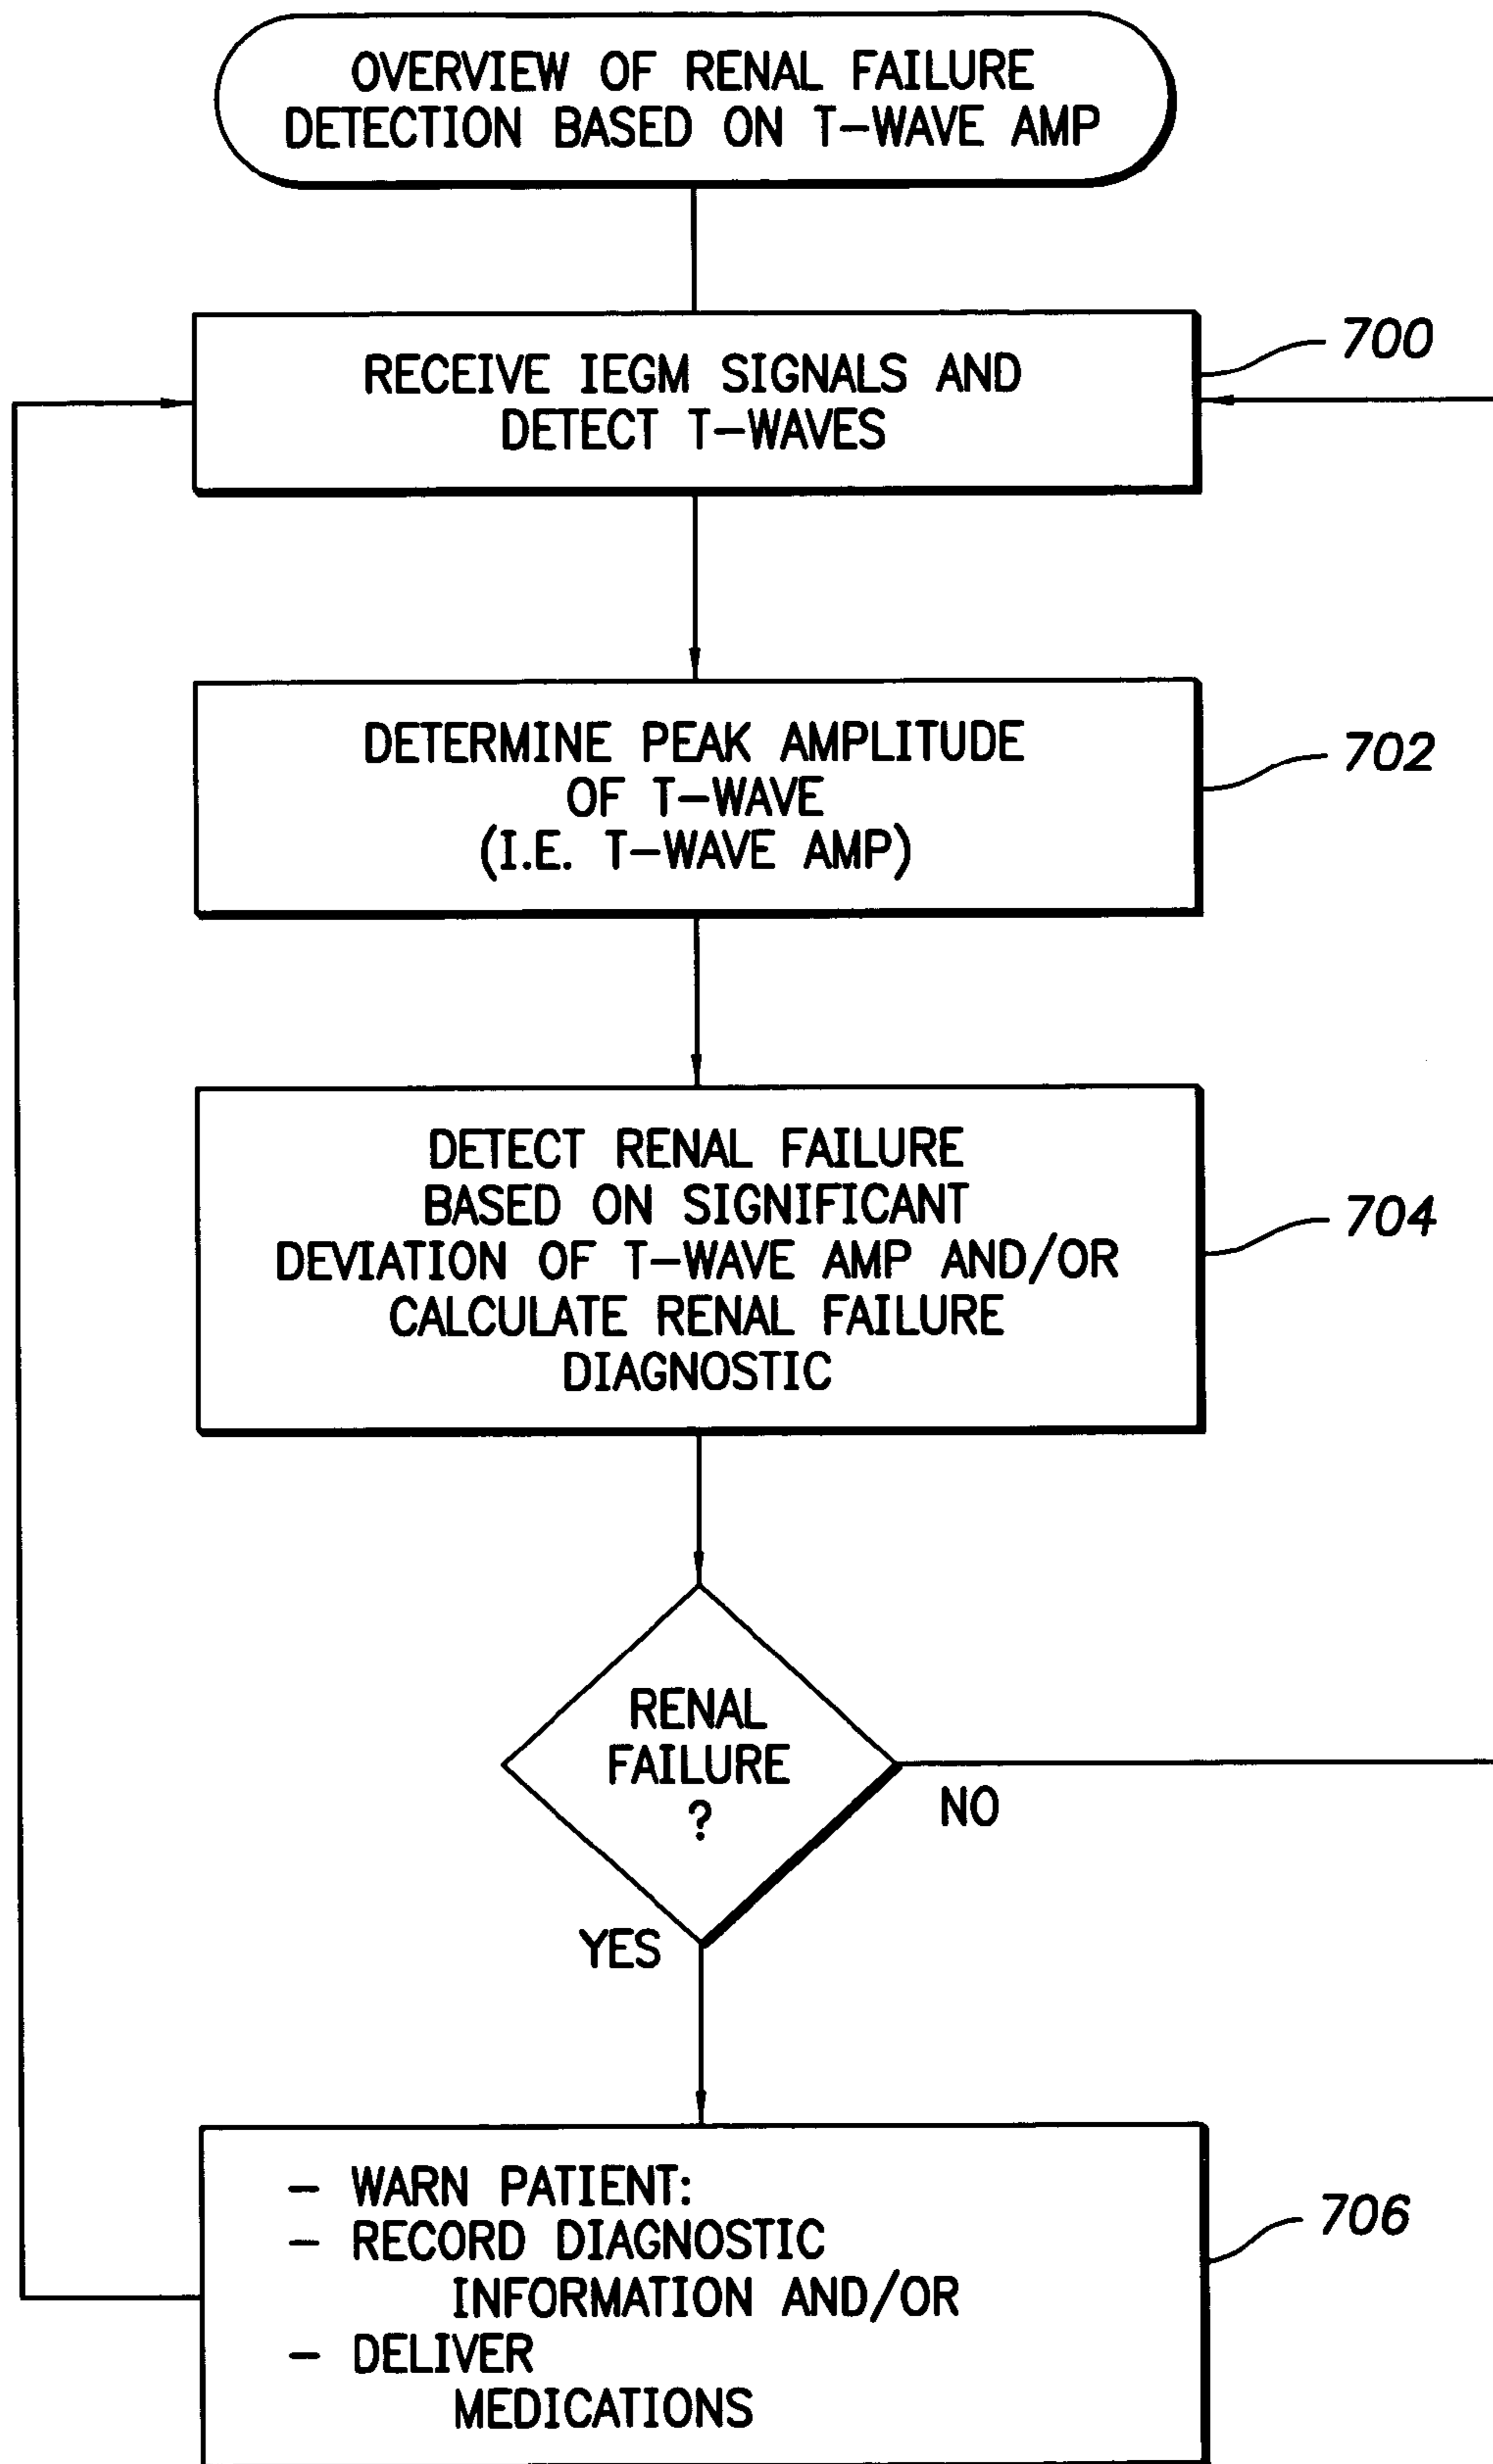 OVERVIEW OF RENAL FAILURE
DETECTION BASED ON T-WAVE AMP
RECEIVE IEGM SIGNALS AND
DETECT T-WAVES
700
DETERMINE PEAK AMPLITUDE
OF T-WAVE
(I.E. T-WAVE AMP)
702
DETECT RENAL FAILURE
BASED ON SIGNIFICANT
DEVIATION OF T-WAVE AMP AND/OR
CALCULATE RENAL FAILURE
DIAGNOSTIC
704
RENAL
FAILURE
?
NO
YES
- WARN PATIENT:
- RECORD DIAGNOSTIC
INFORMATION AND/OR
- DELIVER
MEDICATIONS
706